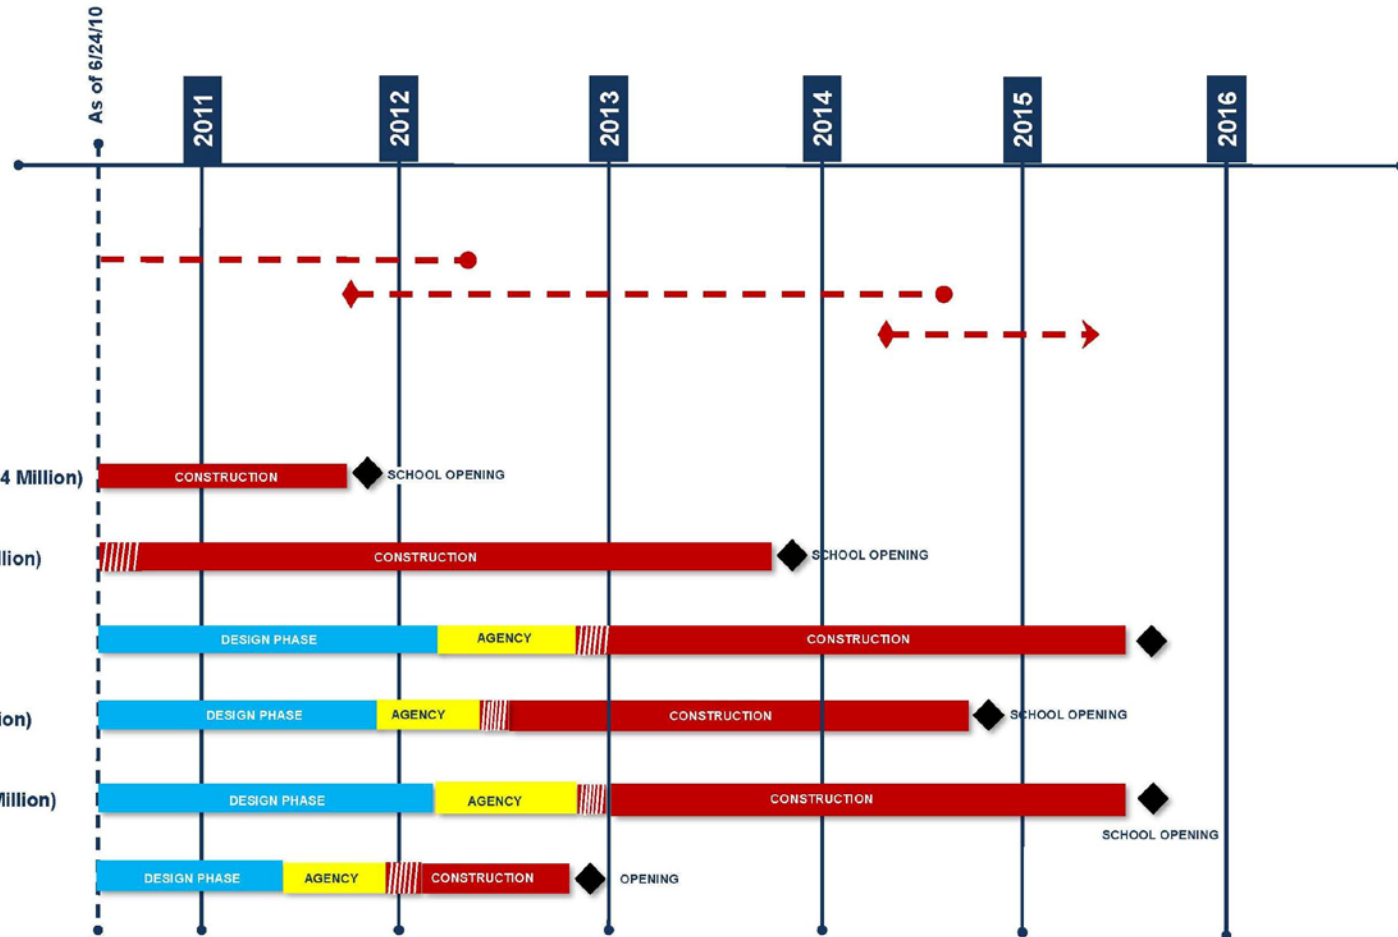 As of 6/24/10
2011
2012
2013
2014
2015
2016
4 Million)
CONSTRUCTION
SCHOOL OPENING
CONSTRUCTION
SCHOOL OPENING
DESIGN PHASE
AGENCY
CONSTRUCTION
DESIGN PHASE
AGENCY
CONSTRUCTION
SCHOOL OPENING
Million)
DESIGN PHASE
AGENCY
CONSTRUCTION
SCHOOL OPENING
DESIGN PHASE
AGENCY
CONSTRUCTION
OPENING